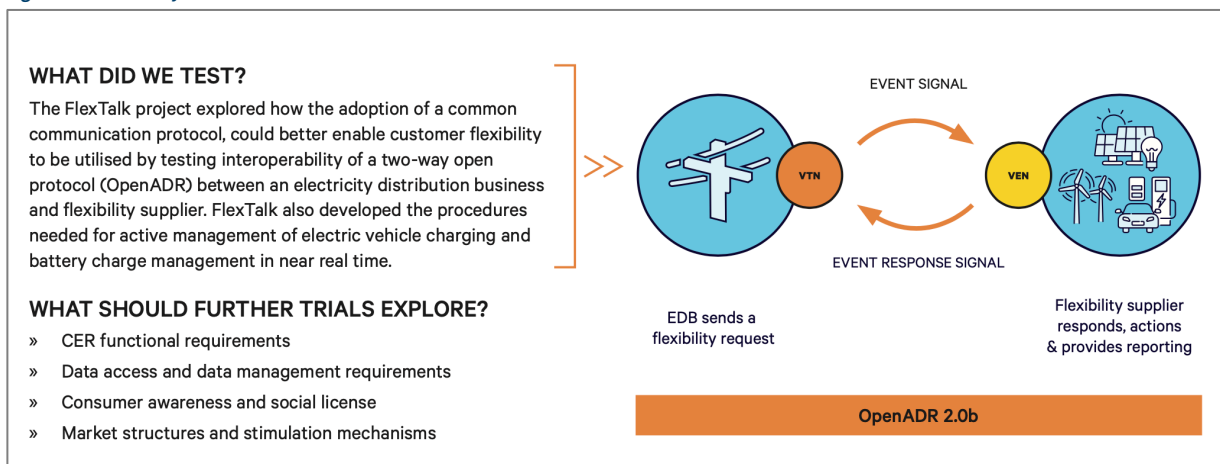 WHAT DID WE TEST?
The FlexTalk project explored how the adoption of a common
communication protocol, could better enable customer flexibility
to be utilised by testing interoperability of a two-way open
protocol (OpenADR) between an electricity distribution business
and flexibility supplier. FlexTalk also developed the procedures
needed for active management of electric vehicle charging and
battery charge management in near real time.
WHAT SHOULD FURTHER TRIALS EXPLORE?
» CER functional requirements
» Data access and data management requirements
» Consumer awareness and social license
» Market structures and stimulation mechanisms
EVENT SIGNAL
VTN
VEN
EVENT RESPONSE SIGNAL
EDB sends a
flexibility request
Flexibility supplier
responds, actions
& provides reporting
OpenADR 2.0b